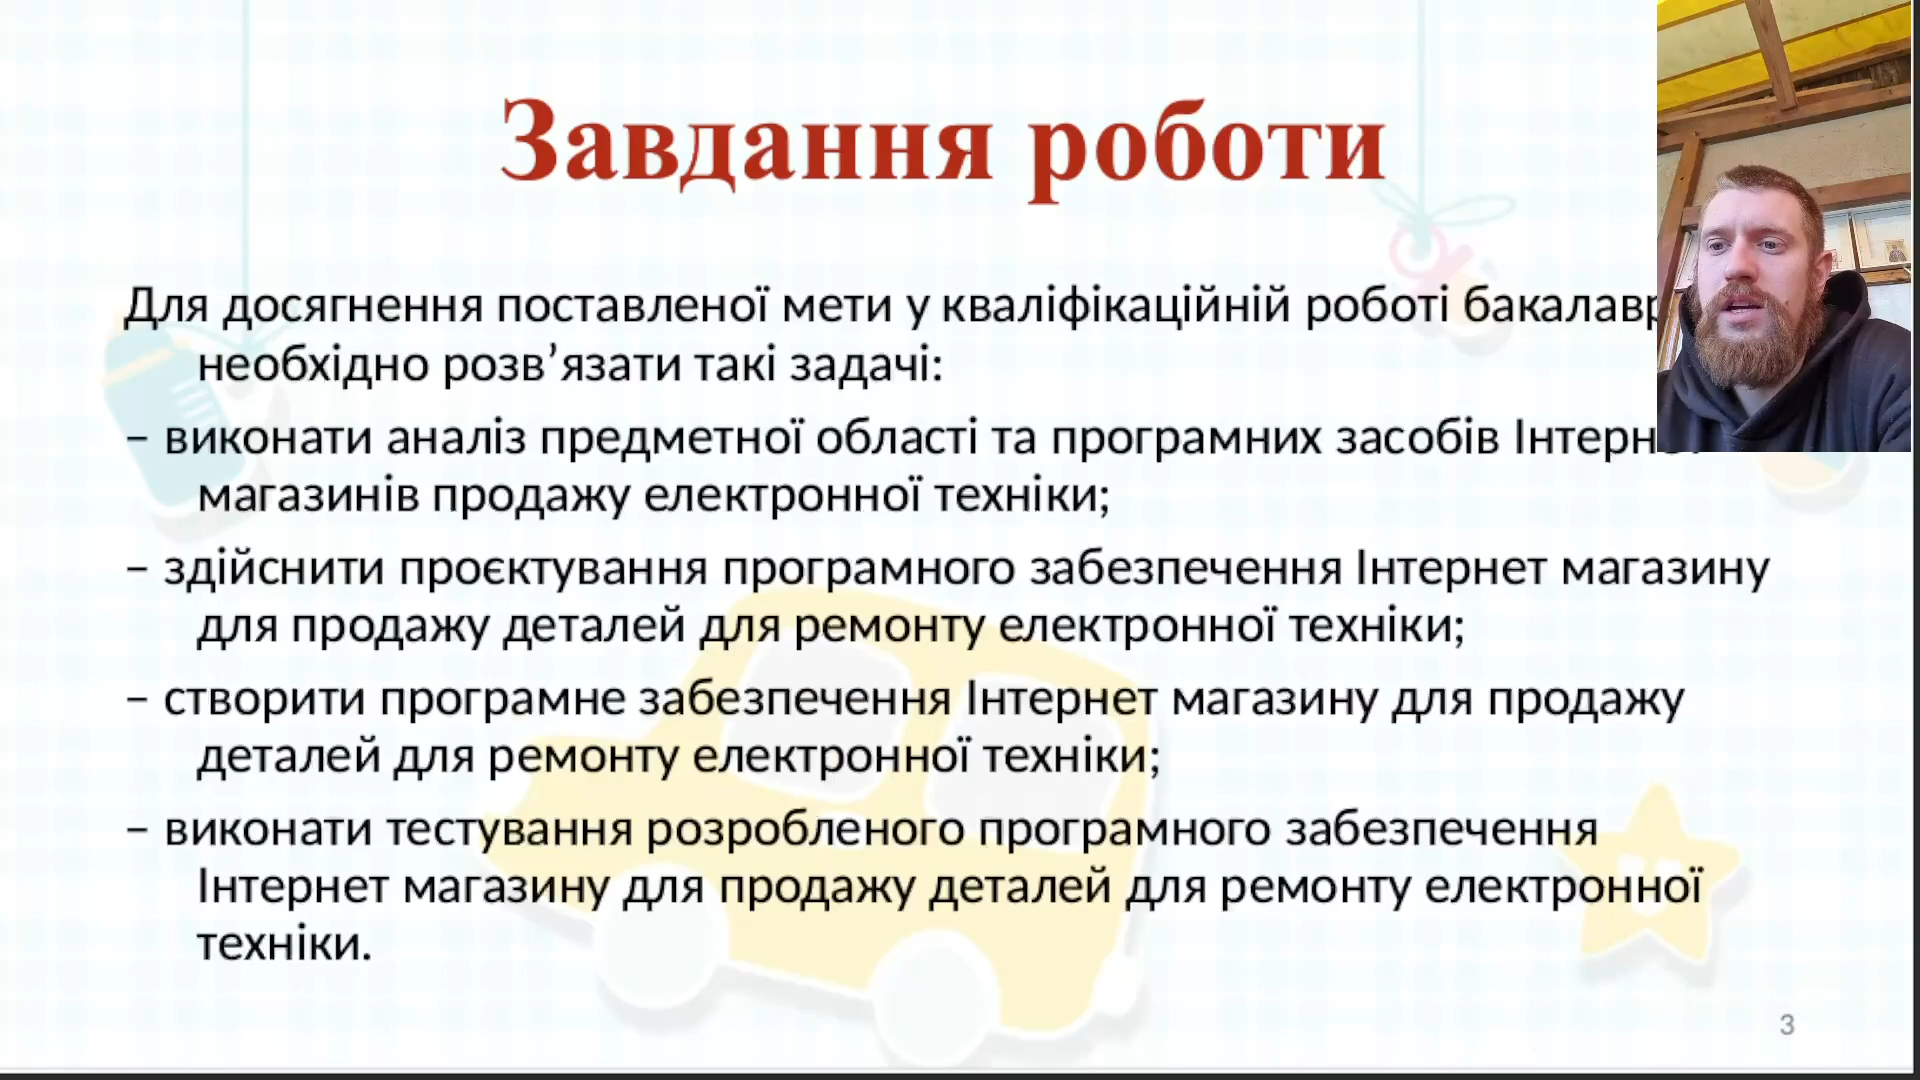 Завдання роботи
Для досягнення поставленої мети у кваліфікаційній роботі
необхідно розв’язати такі задачі:
– виконати аналіз предметної області та програмних засобів
магазинів продажу електронної техніки;
– здійснити проєктування програмного забезпечення Інтернет магазину
для продажу деталей для ремонту електронної техніки;
– створити програмне забезпечення Інтернет магазину для продажу
деталей для ремонту електронної техніки;
– виконати тестування розробленого програмного забезпечення
Інтернет магазину для продажу деталей для ремонту електронної
техніки.
3